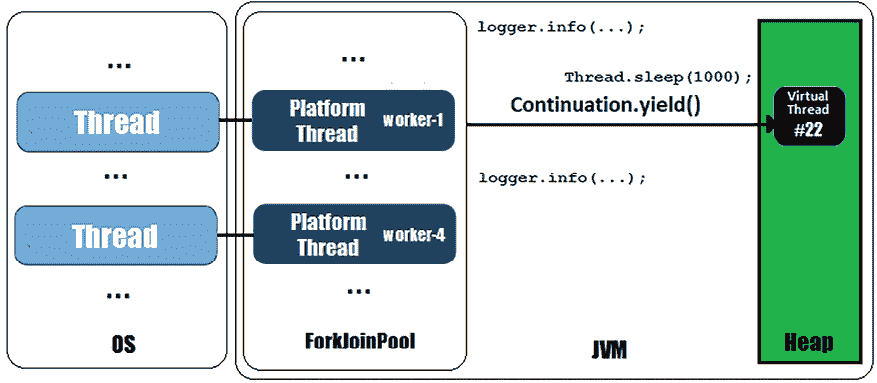 ...
Thread
...
Thread
...
OS
...
Platform
Thread
worker-1
...
Platform
Thread
worker-4
...
ForkJoinPool
logger.info(...);
Thread.sleep(1000);
Continuation.yield()
logger.info(...);
JVM
Virtual
Thread
#22
Heap